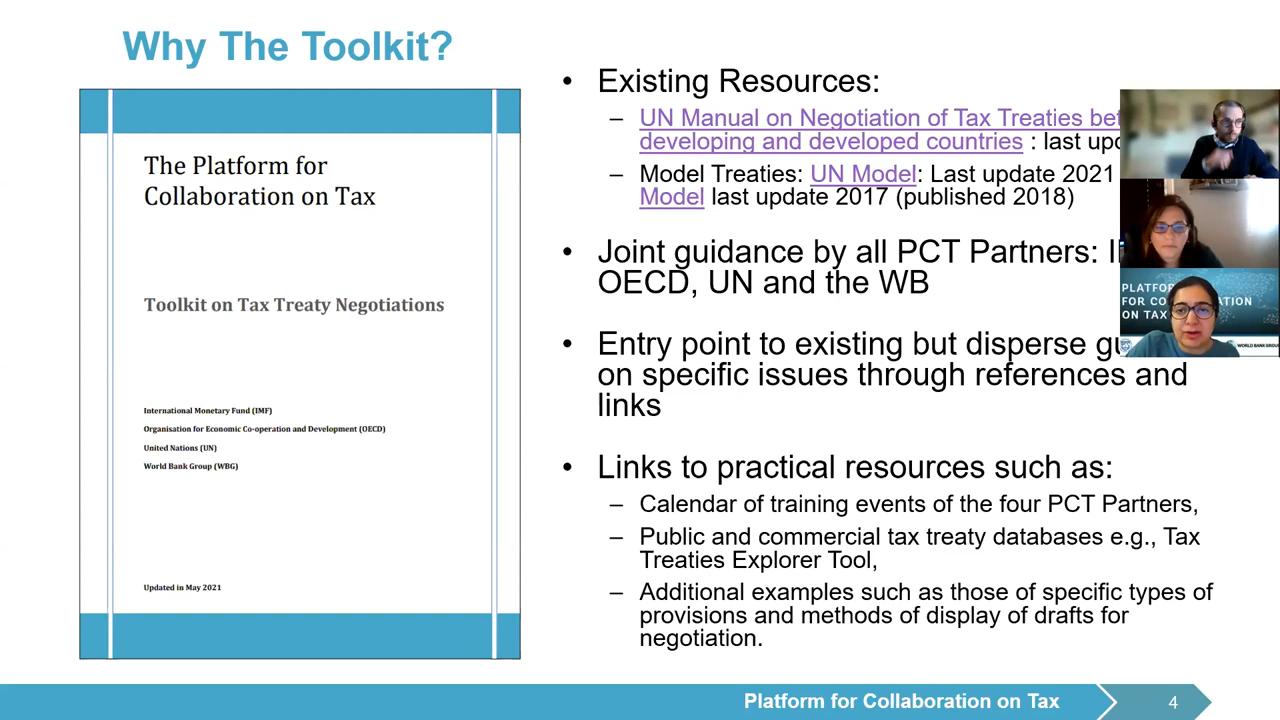 Why The Toolkit?
The Platform for
Collaboration on Tax
Toolkit on Tax Treaty Negotiations
International Monetary Fund (IMF)
Organisation for Economic Co-operation and Development (OECD)
United Nations (UN)
World Bank Group (WBG)
Updated in May 2021
• Existing Resources:
– UN Manual on Negotiation of Tax Treaties
developing and developed countries : last
– Model Treaties: UN Model: Last update 2021
Model last update 2017 (published 2018)
• Joint guidance by all PCT Partners:
OECD, UN and the WB
• Entry point to existing but disperse
on specific issues through references and
links
• Links to practical resources such as:
– Calendar of training events of the four PCT Partners,
– Public and commercial tax treaty databases e.g., Tax
Treaties Explorer Tool,
– Additional examples such as those of specific types of
provisions and methods of display of drafts for
negotiation.
ON TAX
WORLD BANK GROUP
Platform for Collaboration on Tax
4